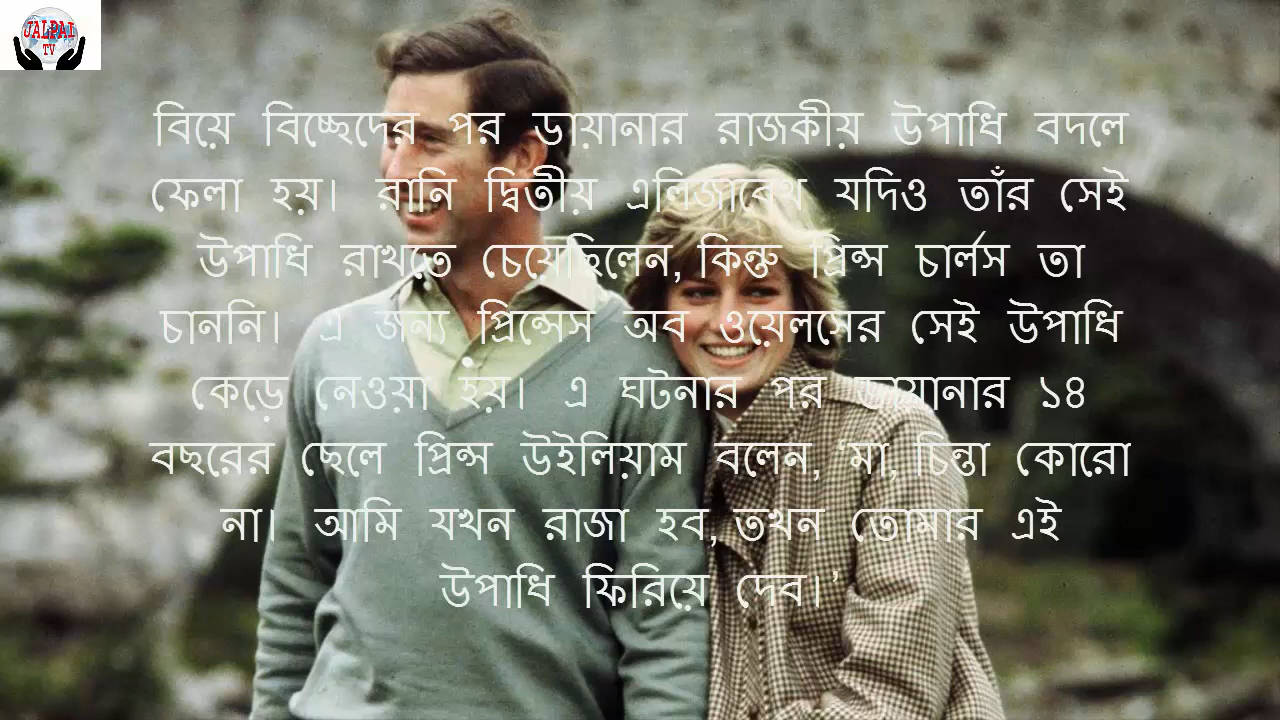 JALPAI
TV
বিয়ে বিচ্ছেদের পর ডায়ানার রাজকীয় উপাধি বদলে
ফেলা হয়। রানি দ্বিতীয় এলিজাবেথ যদিও তাঁর সেই
উপাধি রাখতে চেয়েছিলেন, কিন্তু প্রিন্স চার্লস তা
চাননি। এ জন্য প্রিন্সেস অব ওয়েলসের সেই উপাধি
কেড়ে নেওয়া হয়। এ ঘটনার পর ডায়ানার ১৪
বছরের ছেলে প্রিন্স উইলিয়াম বলেন, ‘মা, চিন্তা কোরো
না। আমি যখন রাজা হব, তখন তোমার এই
উপাধি ফিরিয়ে দেব।’